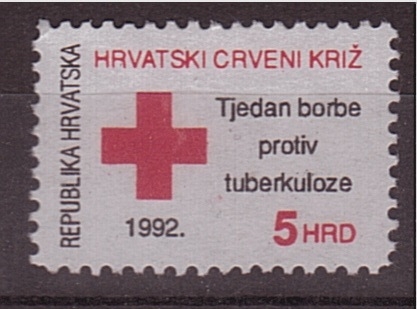 HRVATSKI CRVENI KRIŽ
REPUBLIKA HRVATSKA
Tjedan borbe
protiv
tuberkuloze
1992.
5 HRD